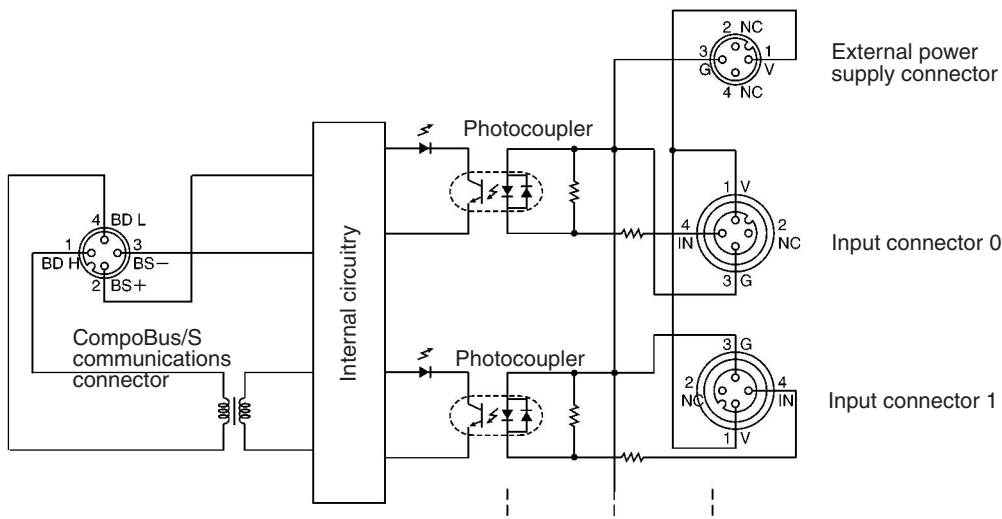 2 NC
3
G
1
V
4 NC
External power
supply connector
Photocoupler
1 V
4
IN
2
NC
3 G
Input connector 0
4 BD L
1
BD H
3
BS−
2 BS+
CompoBus/S
communications
connector
Internal circuitry
Photocoupler
3 G
2
NC
4
IN
1 V
Input connector 1